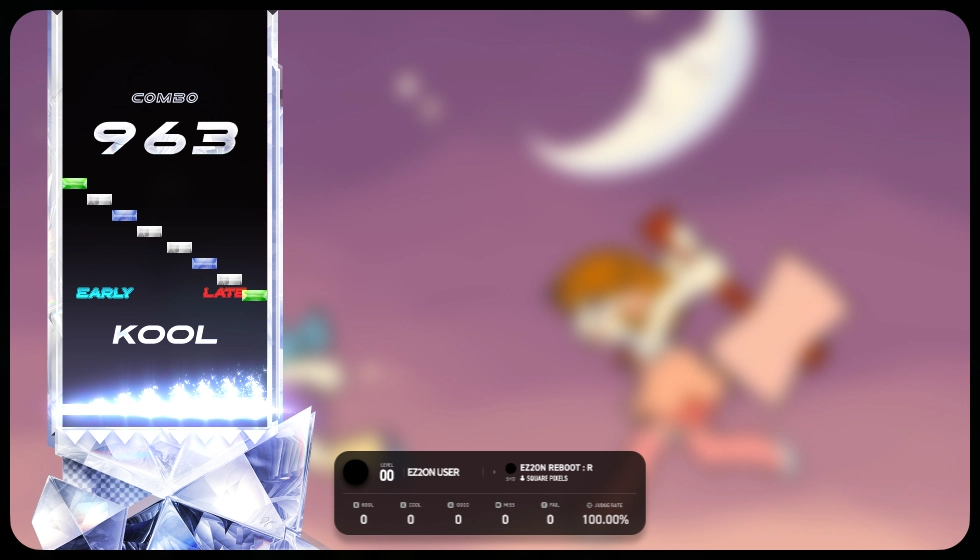 COMBO
963
EARLY LATE
KOOL
LEVEL
00
EZ2ON USER
EZ2ON REBOOT : R
SQUARE PIXELS
KOOL COOL GOOD MISS FAIL JUDGE RATE
0 0 0 0 0 100.00%